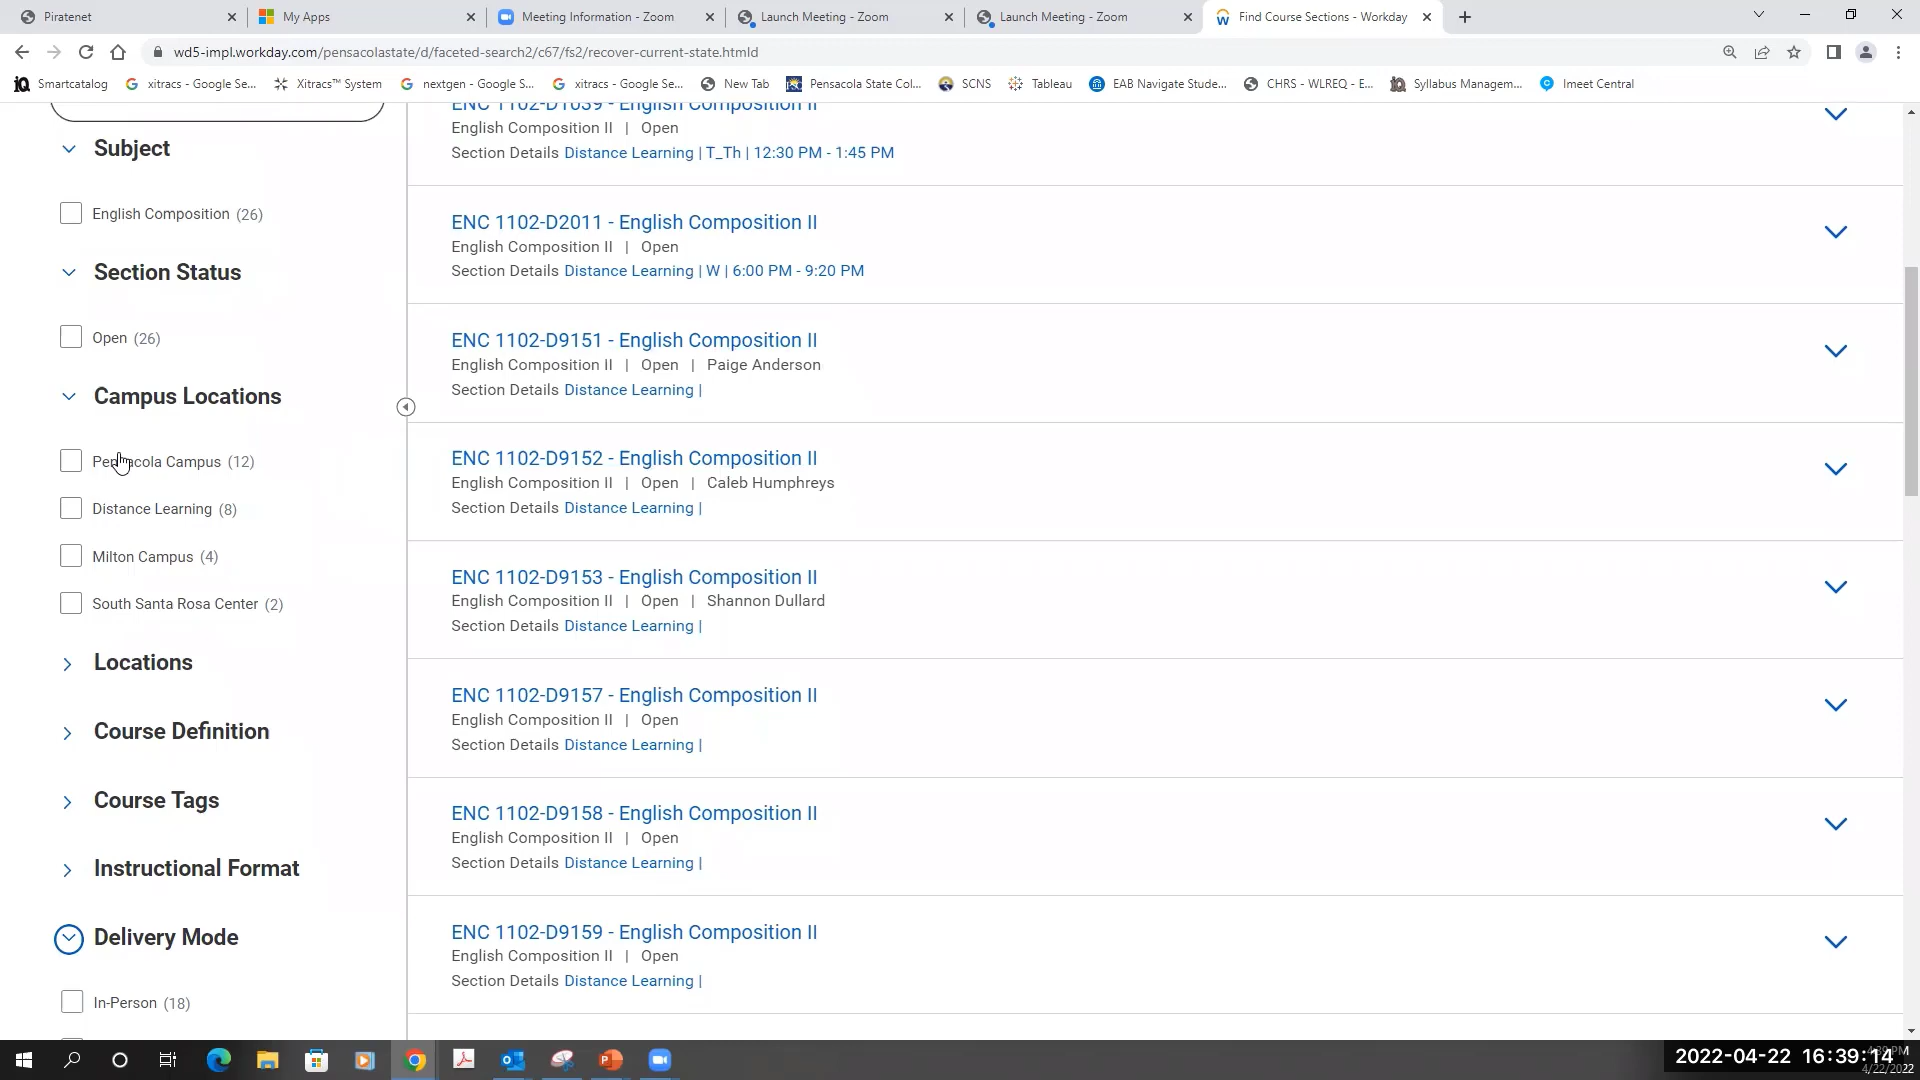 Piratenet
My Apps
Meeting Information - Zoom
Launch Meeting - Zoom
Launch Meeting - Zoom
Find Course Sections - Workday
wd5-impl.workday.com/pensacolastate/d/faceted-search2/c67/fs2/recover-current-state.htmld
Smartcatalog
xitracs - Google Se...
Xitracs™ System
nextgen - Google S...
xitracs - Google Se...
New Tab
Pensacola State Col...
SCNS
Tableau
EAB Navigate Stude...
CHRS - WLREQ - E...
Syllabus Managem...
Imeet Central
Subject
English Composition (26)
Section Status
Open (26)
Campus Locations
Pensacola Campus (12)
Distance Learning (8)
Milton Campus (4)
South Santa Rosa Center (2)
Locations
Course Definition
Course Tags
Instructional Format
Delivery Mode
In-Person (18)
ENC 1102-D1039 - English Composition II
English Composition II | Open
Section Details Distance Learning | T_Th | 12:30 PM - 1:45 PM
ENC 1102-D2011 - English Composition II
English Composition II | Open
Section Details Distance Learning | W | 6:00 PM - 9:20 PM
ENC 1102-D9151 - English Composition II
English Composition II | Open | Paige Anderson
Section Details Distance Learning |
ENC 1102-D9152 - English Composition II
English Composition II | Open | Caleb Humphreys
Section Details Distance Learning |
ENC 1102-D9153 - English Composition II
English Composition II | Open | Shannon Dullard
Section Details Distance Learning |
ENC 1102-D9157 - English Composition II
English Composition II | Open
Section Details Distance Learning |
ENC 1102-D9158 - English Composition II
English Composition II | Open
Section Details Distance Learning |
ENC 1102-D9159 - English Composition II
English Composition II | Open
Section Details Distance Learning |
2022-04-22 16:39:14
4/22/2022